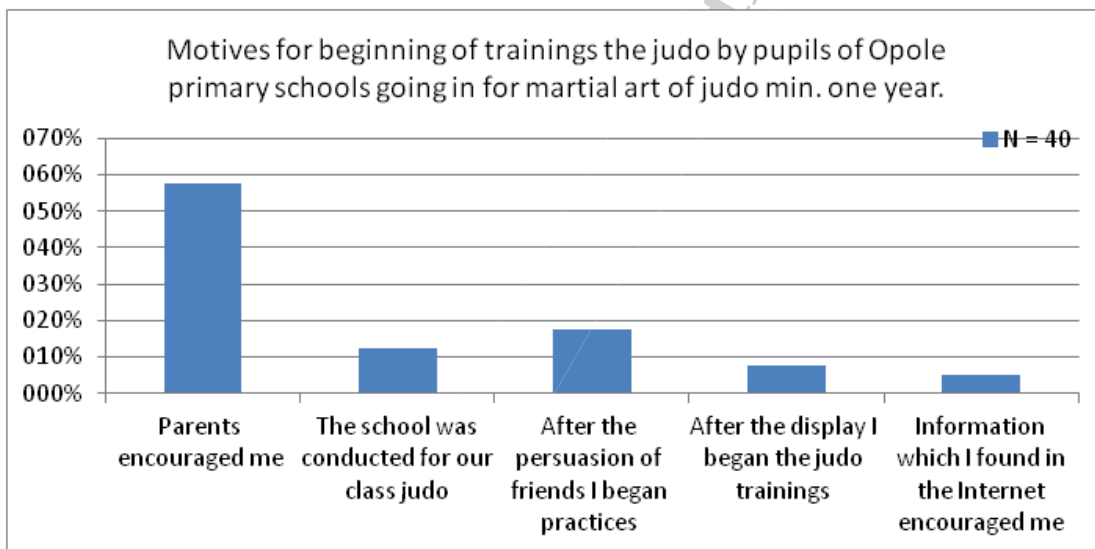 Motives for beginning of trainings the judo by pupils of Opole
primary schools going in for martial art of judo min. one year.
N = 40
070%
060%
050%
040%
030%
020%
010%
000%
Parents
encouraged me
The school was
conducted for our
class judo
After the
persuasion of
friends I began
practices
After the display I
began the judo
trainings
Information
which I found in
the Internet
encouraged me